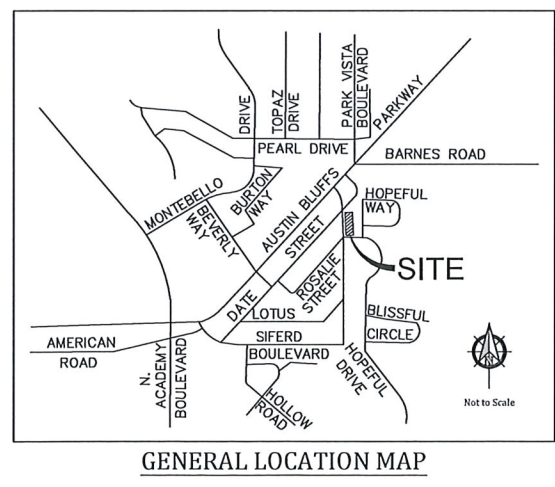 DRIVE
TOPAZ
DRIVE
PARK VISTA
BOULEVARD
PARKWAY
PEARL DRIVE
BARNES ROAD
MONTEBELLO
BURTON
WAY
BEVERLY
WAY
AUSTIN BLUFFS
STREET
HOPEFUL
WAY
SITE
ROSALIE
STREET
DATE
LOTUS
BLISSFUL
CIRCLE
SIFERD
BOULEVARD
AMERICAN
ROAD
N.
ACADEMY
BOULEVARD
HOPEFUL
DRIVE
HOLLOW
ROAD
N
Not to Scale
GENERAL LOCATION MAP